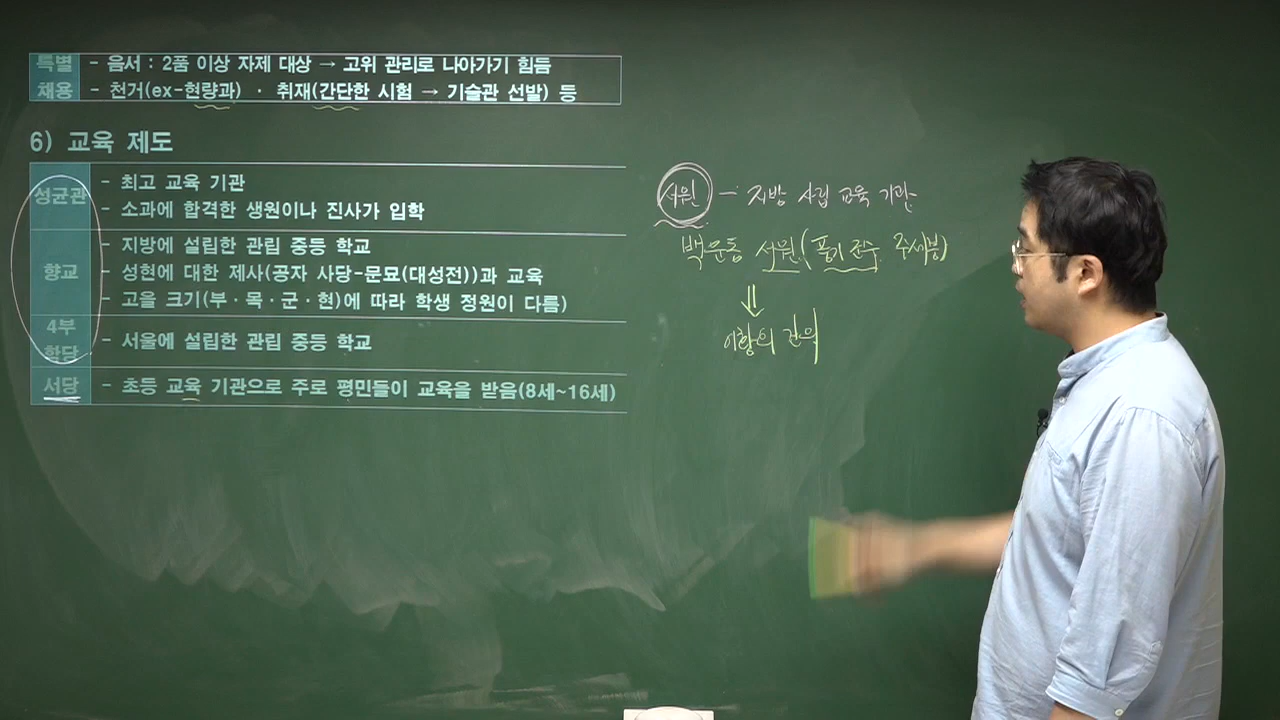 특별 - 음서 : 2품 이상 자제 대상 → 고위 관리로 나아가기 힘듬
채용 - 천거(ex-현량과) · 취재(간단한 시험 → 기술관 선발) 등
6) 교육 제도
성균관
- 최고 교육 기관
- 소과에 합격한 생원이나 진사가 입학
향교
- 지방에 설립한 관립 중등 학교
- 성현에 대한 제사(공자 사당-문묘(대성전))과 교육
- 고을 크기(부·목·군·현)에 따라 학생 정원이 다름)
4부
학당
- 서울에 설립한 관립 중등 학교
서당 - 초등 교육 기관으로 주로 평민들이 교육을 받음(8세~16세)
서원 - 지방 사립 교육 기관
백운동 서원(풍기 군수 주세붕)
⇓
이황의 건의